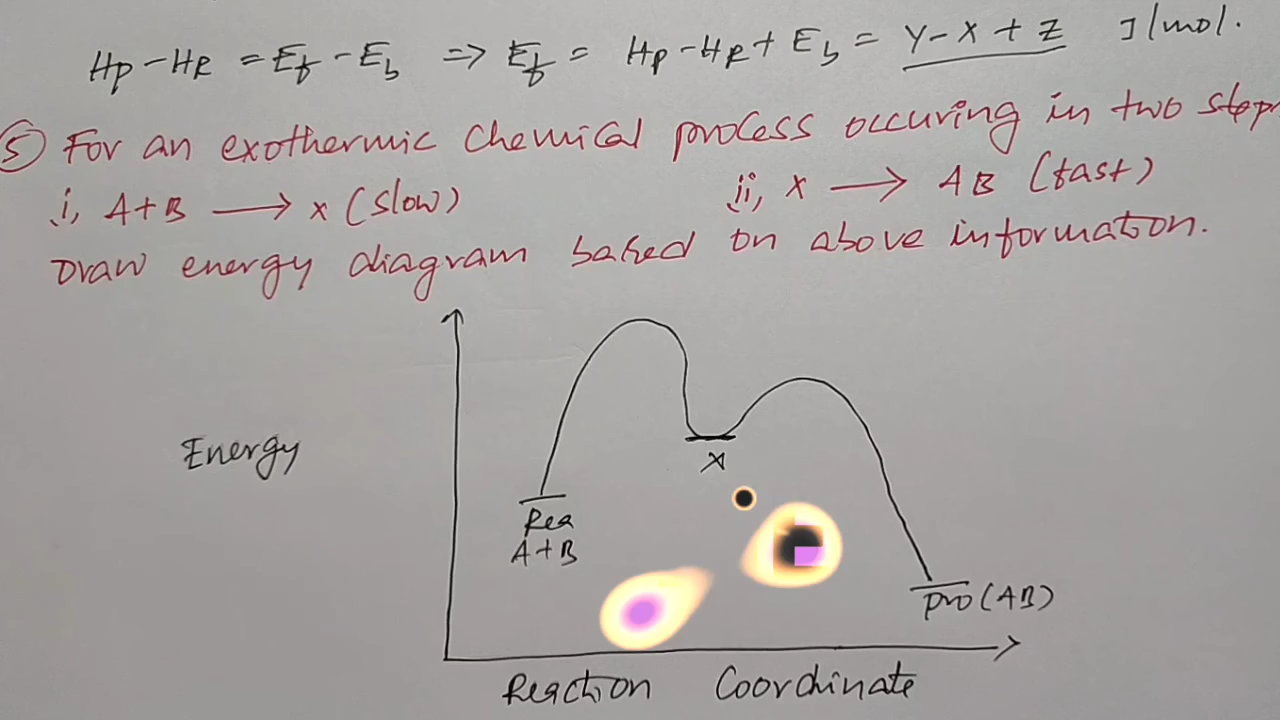 Hp-HR = Ef-Eb => Ef = Hp-HR+Eb = Y-X+Z J/mol.
5) For an exothermic chemical process occuring in two steps
i, A+B → x (slow) ii, x → AB (fast)
Draw energy diagram based on above information.
Energy
X
Rea
A+B
pro(AB)
Reaction Coordinate